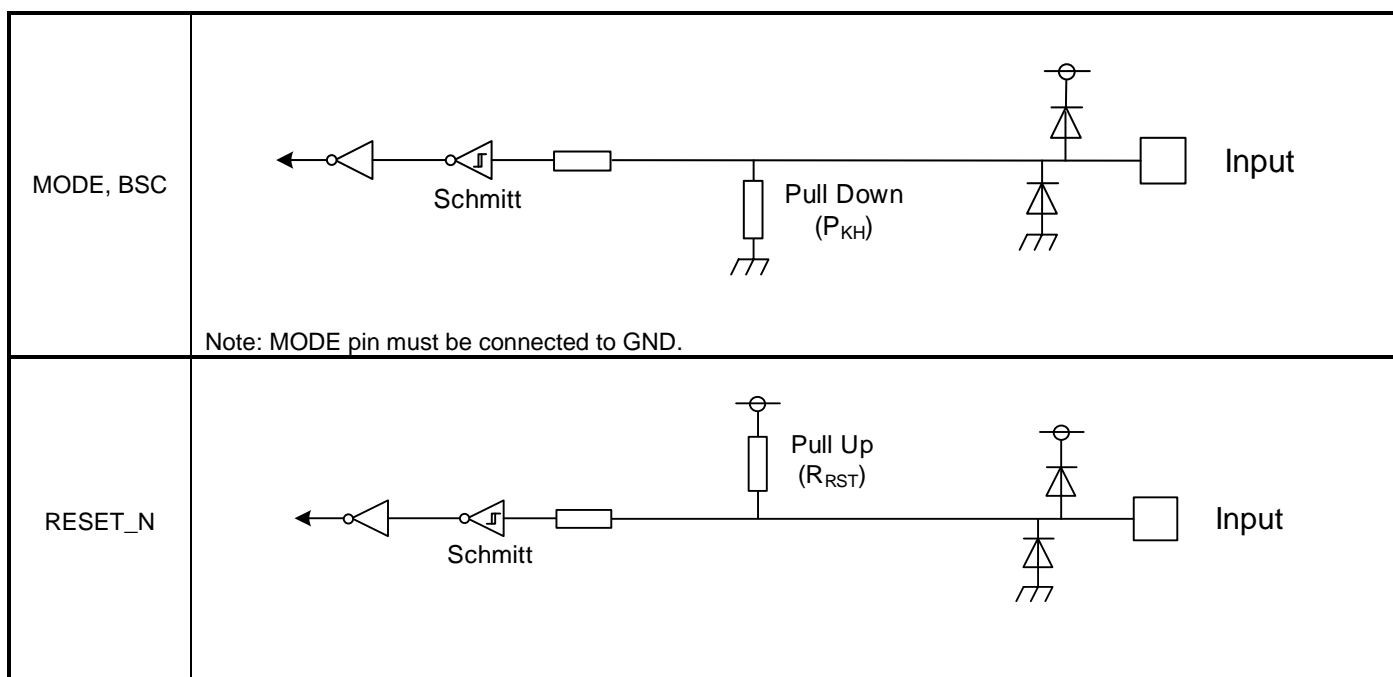 MODE, BSC
Schmitt
Pull Down
(PKH)
Input
Note: MODE pin must be connected to GND.
RESET_N
Schmitt
Pull Up
(RRST)
Input